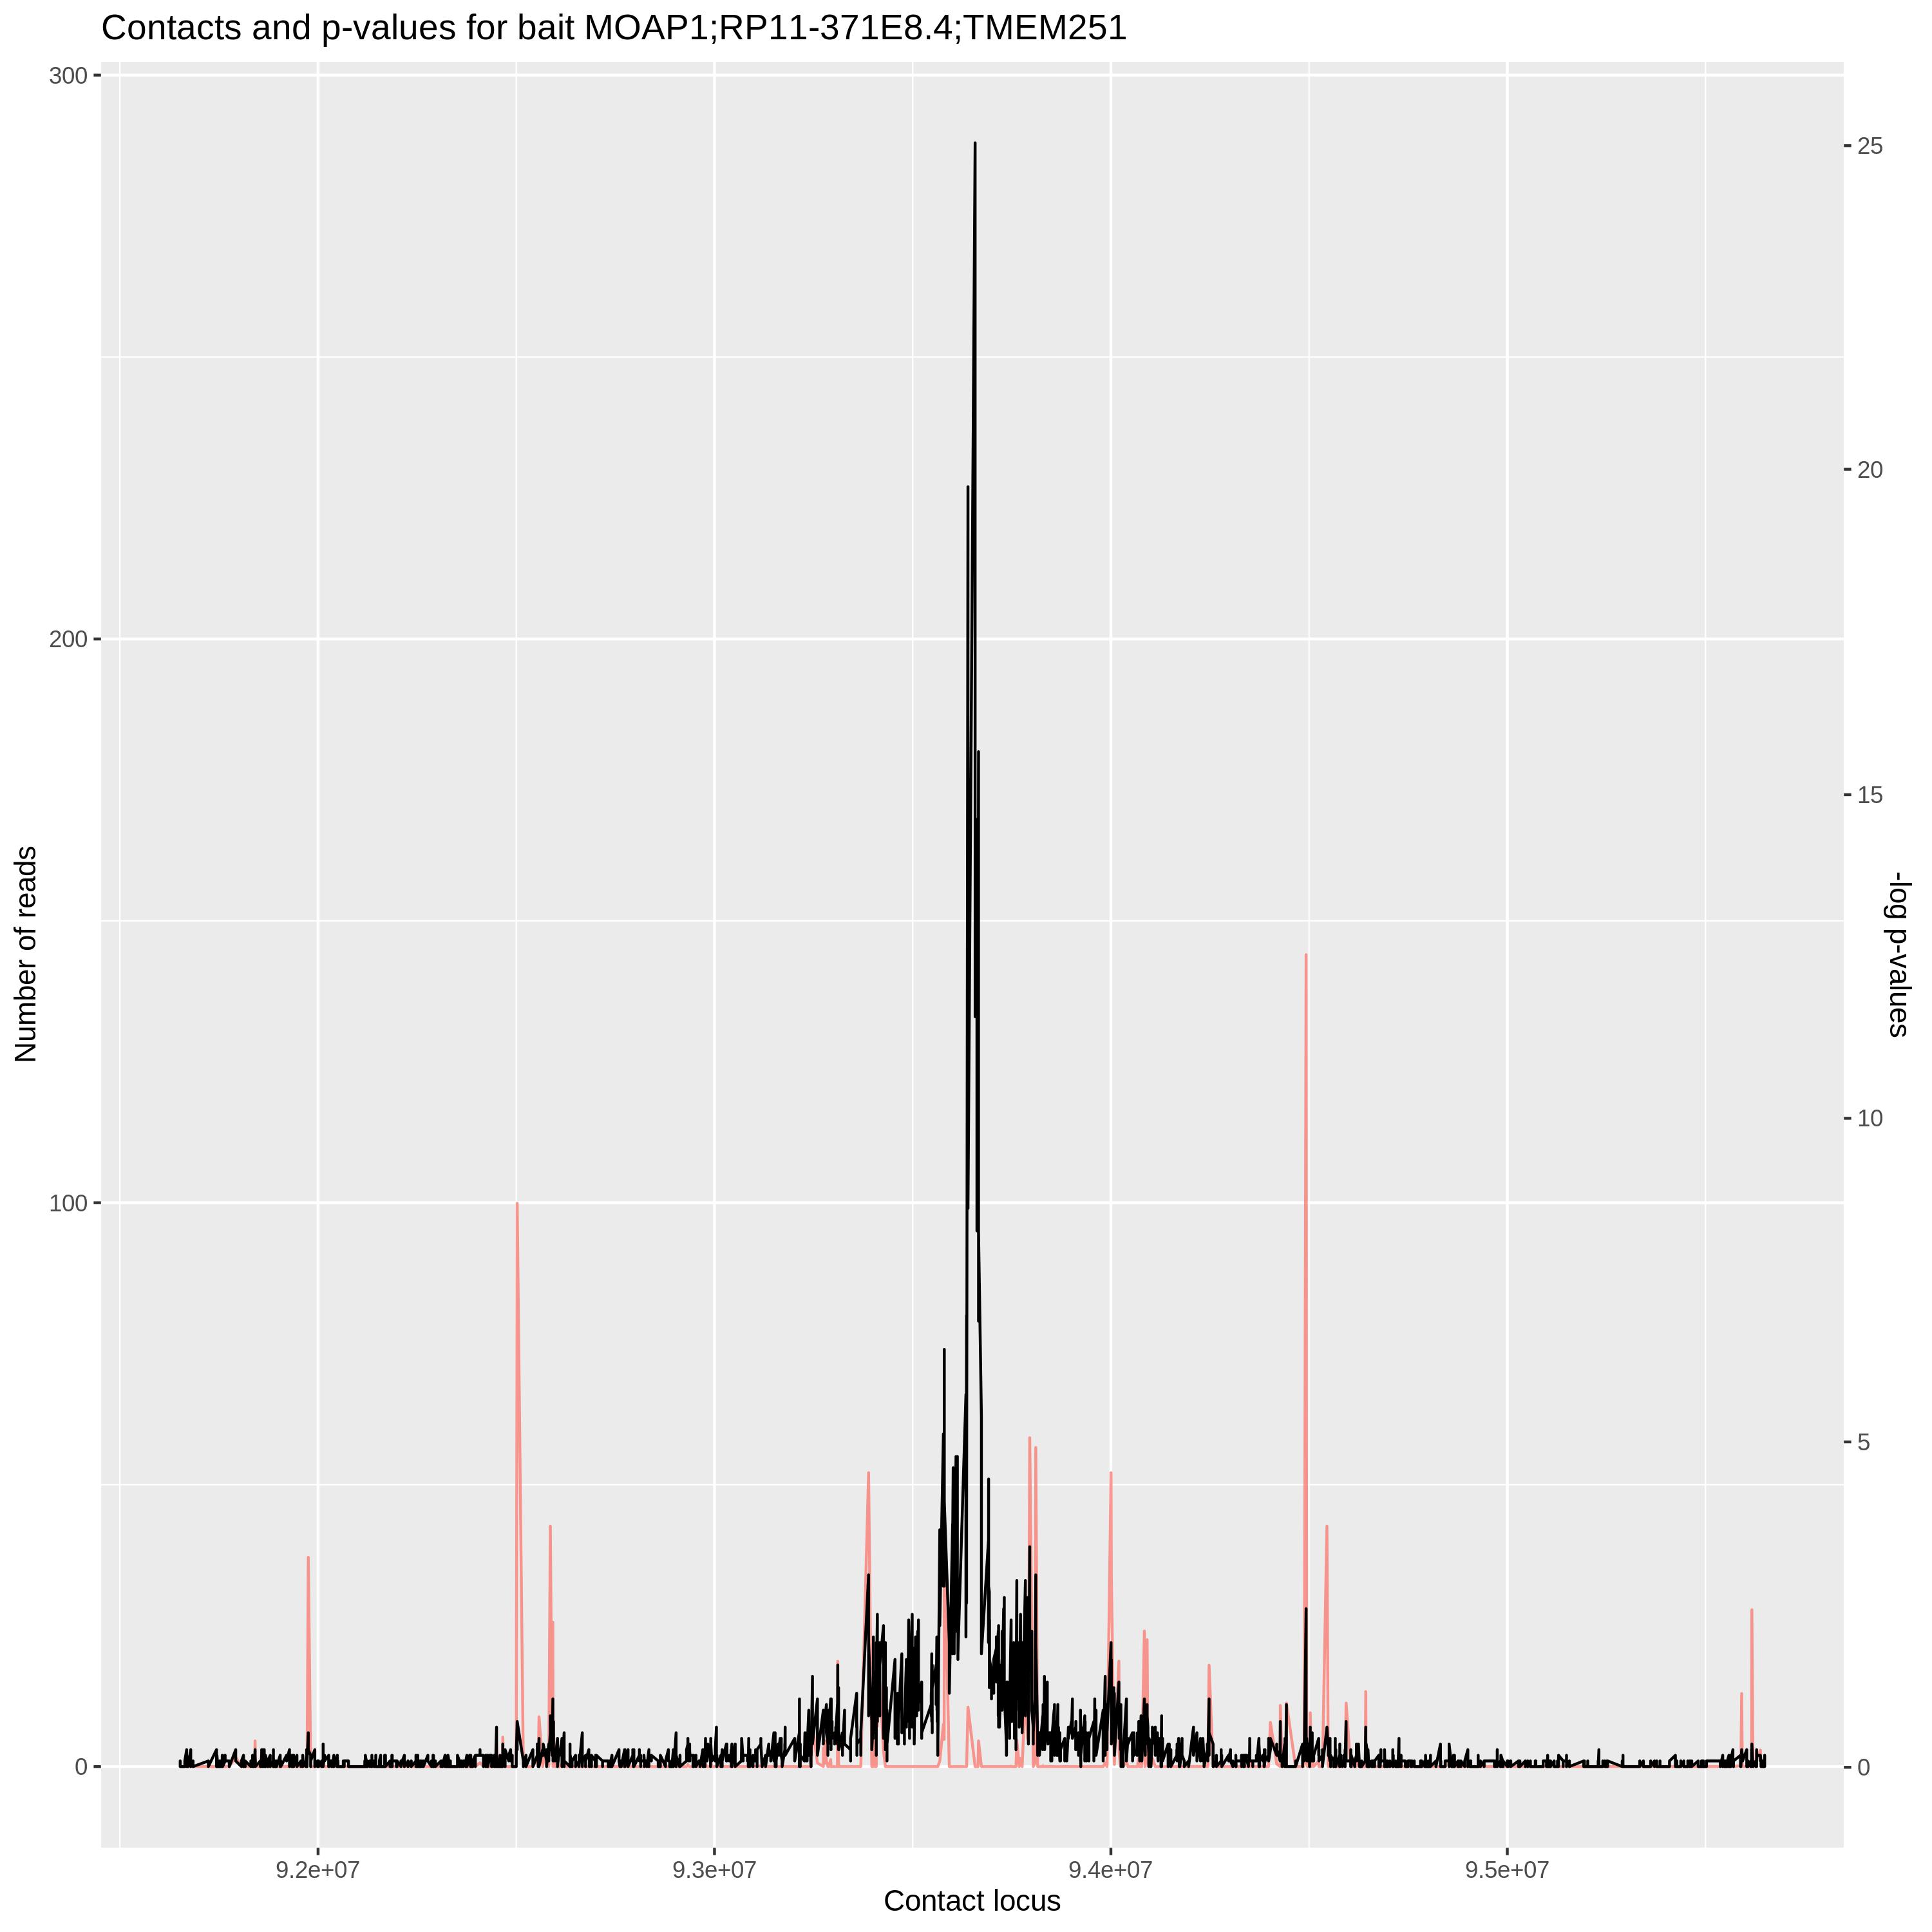 Contacts and p-values for bait MOAP1;RP11-371E8.4;TMEM251
300
200
100
0
Number of reads
25
20
15
10
5
0
-log p-values
9.2e+07
9.3e+07
9.4e+07
9.5e+07
Contact locus